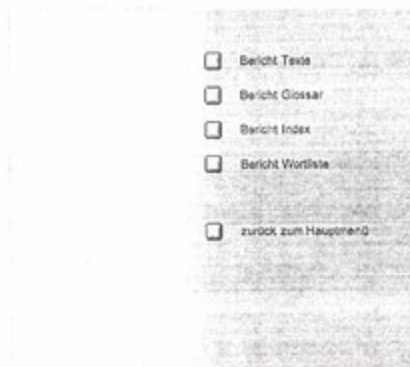 Bericht Texte
Bericht Glossar
Bericht Index
Bericht Wortliste
zurück zum Hauptmenü